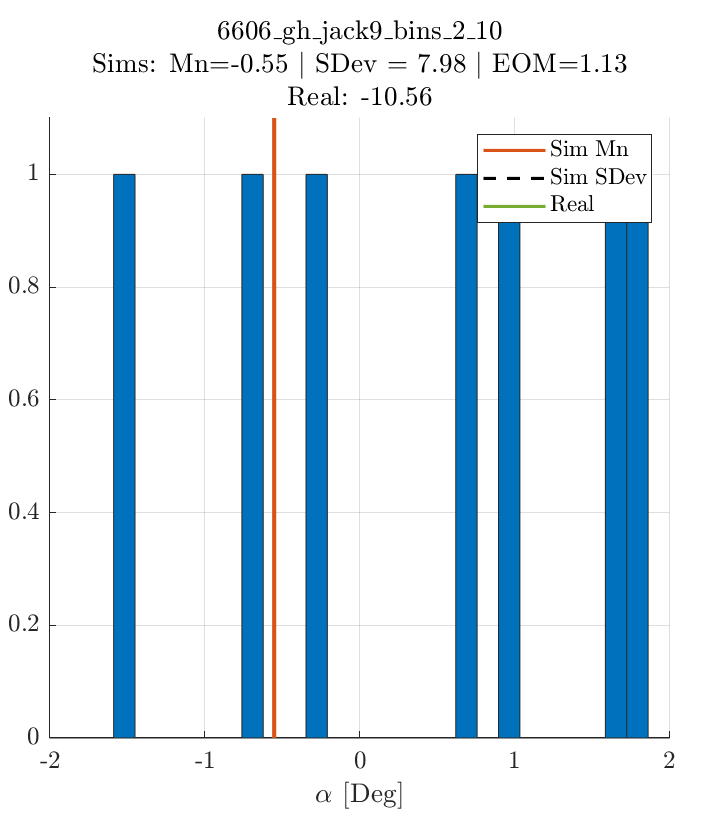 6606_gh_jack9_bins_2_10
Sims: Mn=-0.55 | SDev = 7.98 | EOM=1.13
Real: -10.56
Sim Mn
Sim SDev
Real
1
0.8
0.6
0.4
0.2
0
-2 -1 0 1 2
α [Deg]